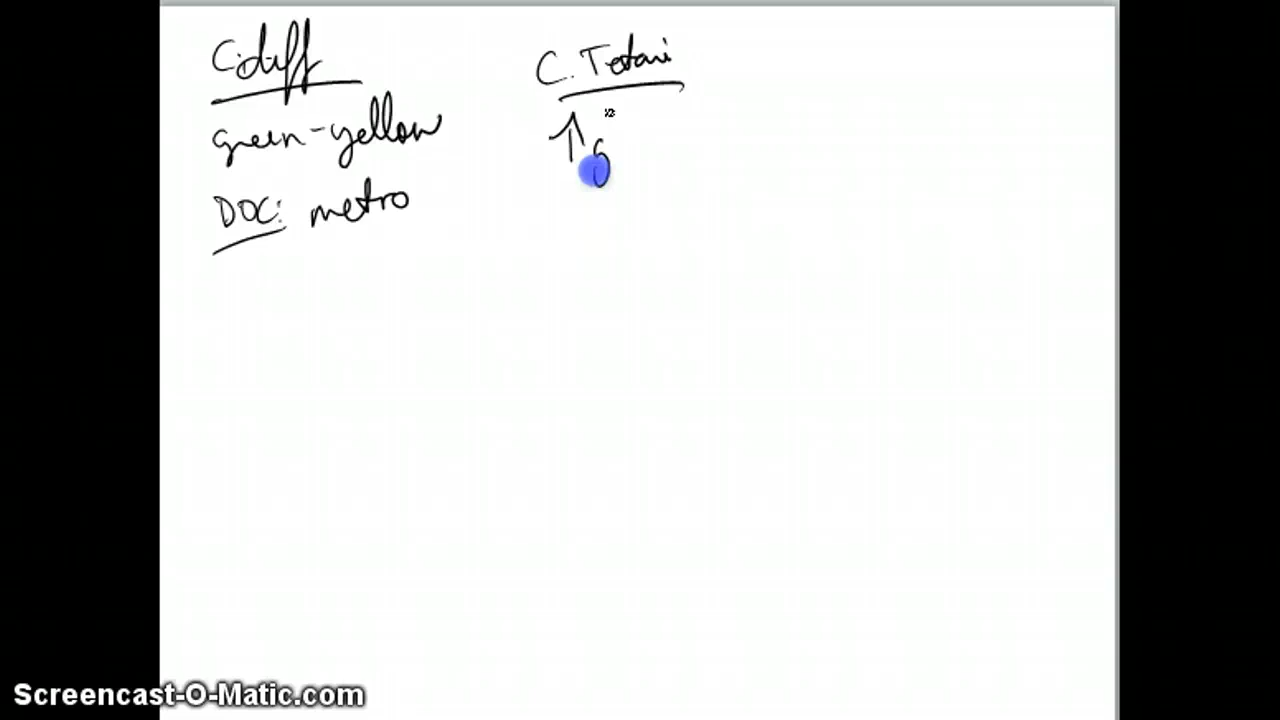 C.diff
green-yellow
DOC: metro
C. Tetani
↑
Screencast-O-Matic.com